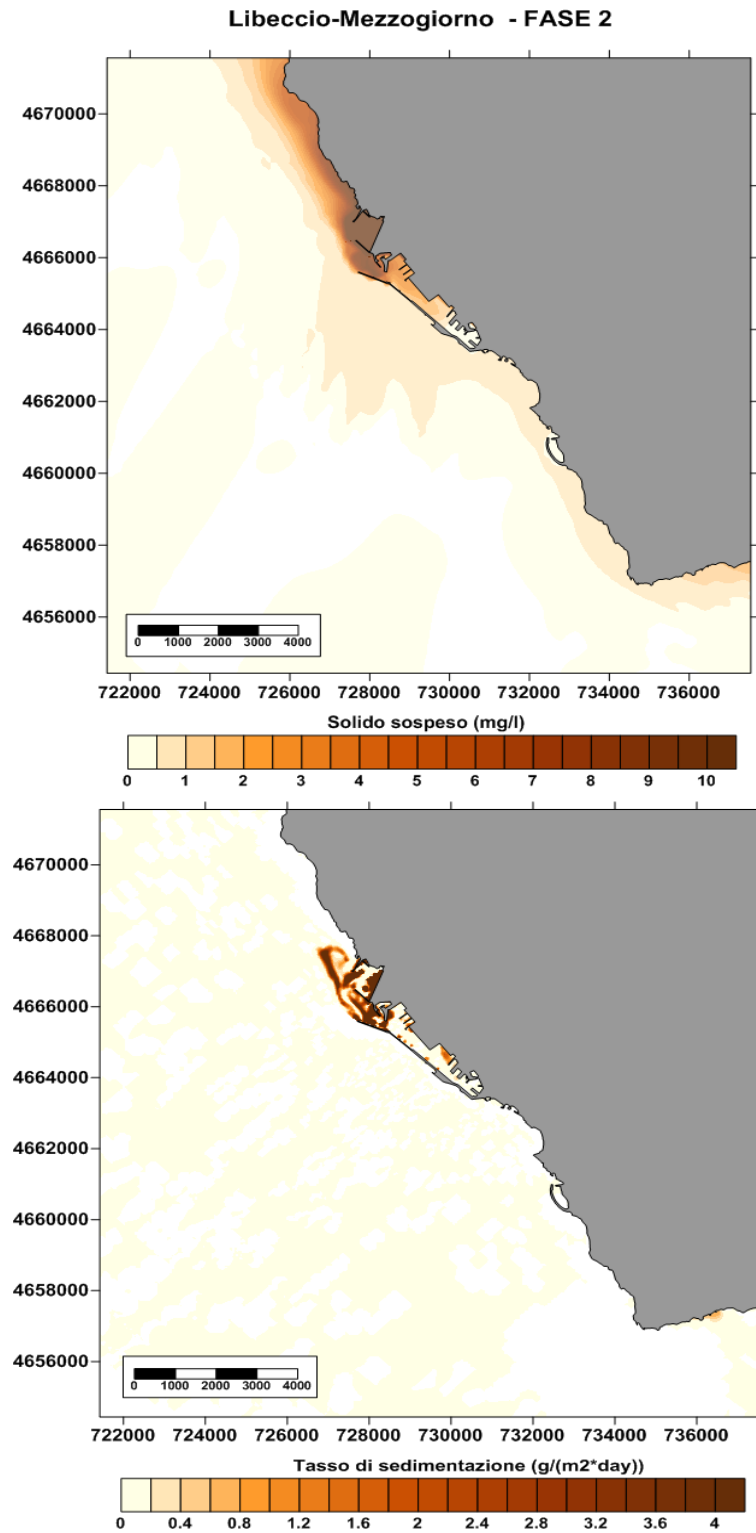 Libeccio-Mezzogiorno - FASE 2
4670000
4668000
4666000
4664000
4662000
4660000
4658000
4656000
0 1000 2000 3000 4000
722000 724000 726000 728000 730000 732000 734000 736000
Solido sospeso (mg/l)
0 1 2 3 4 5 6 7 8 9 10
4670000
4668000
4666000
4664000
4662000
4660000
4658000
4656000
0 1000 2000 3000 4000
722000 724000 726000 728000 730000 732000 734000 736000
Tasso di sedimentazione (g/(m2*day))
0 0.4 0.8 1.2 1.6 2 2.4 2.8 3.2 3.6 4